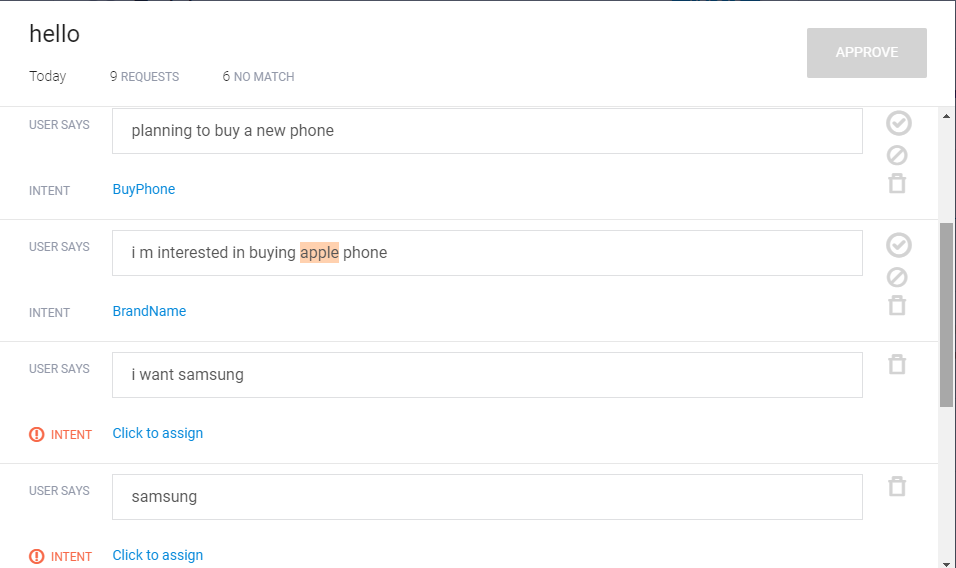 hello
APPROVE
Today 9 REQUESTS 6 NO MATCH
USER SAYS planning to buy a new phone
INTENT BuyPhone
USER SAYS i m interested in buying apple phone
INTENT BrandName
USER SAYS i want samsung
INTENT Click to assign
USER SAYS samsung
INTENT Click to assign